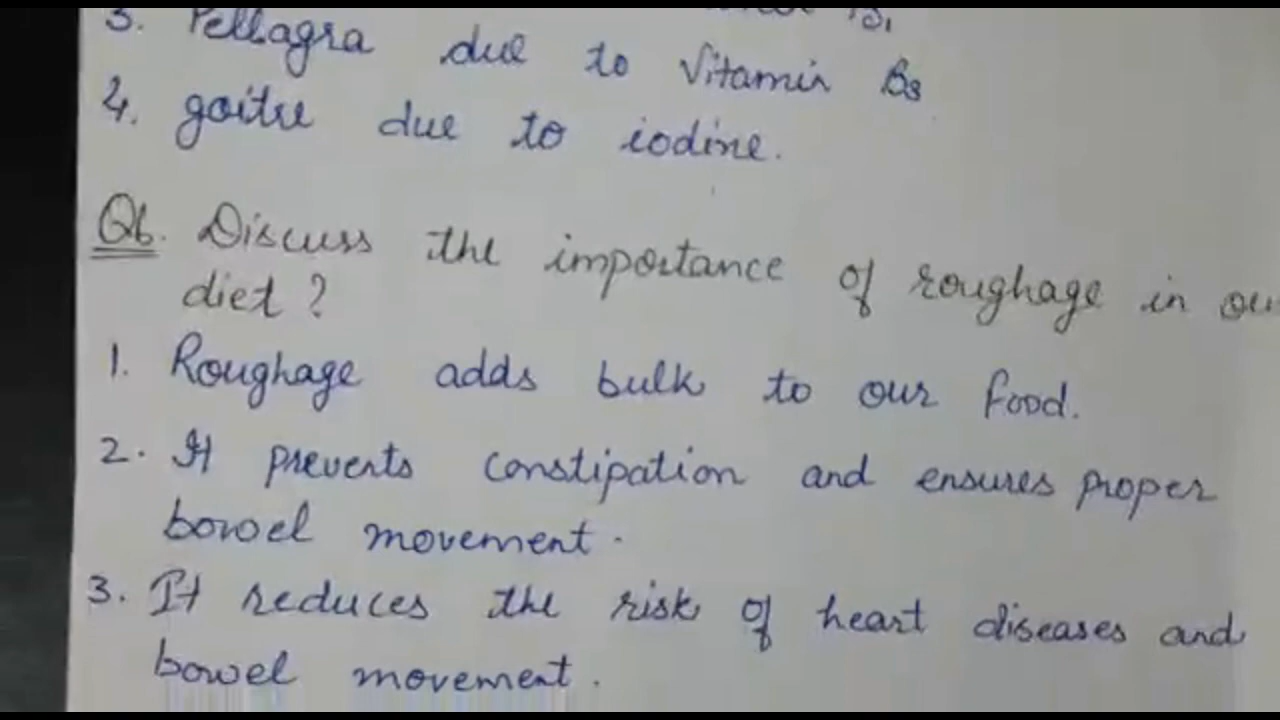 B1
3. Pellagra due to Vitamin B3
4. goitre due to iodine.
Q6. Discuss the importance of roughage in our
diet ?
1. Roughage adds bulk to our food.
2. It prevents constipation and ensures proper
bowel movement.
3. It reduces the risk of heart diseases and
bowel movement.